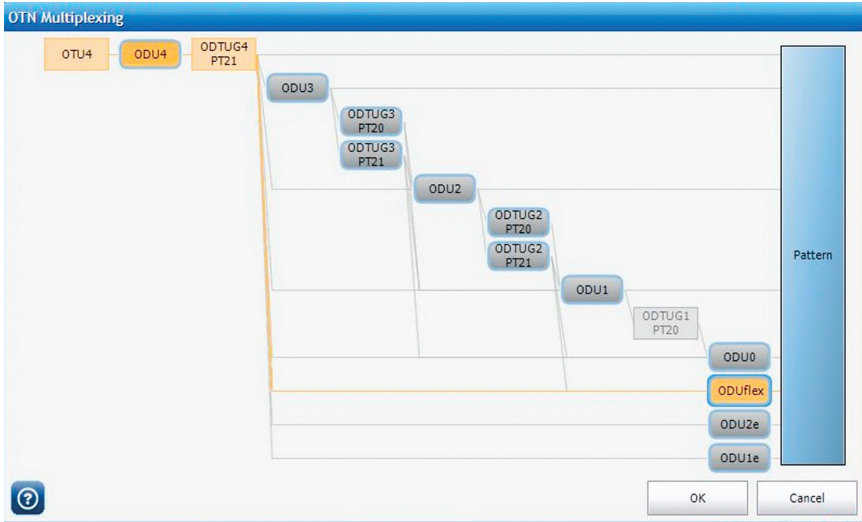 OTN Multiplexing
OTU4
ODU4
ODTUG4
PT21
ODU3
ODTUG3
PT20
ODTUG3
PT21
ODU2
ODTUG2
PT20
ODTUG2
PT21
Pattern
ODU1
ODTUG1
PT20
ODU0
ODUflex
ODU2e
ODU1e
?
OK
Cancel